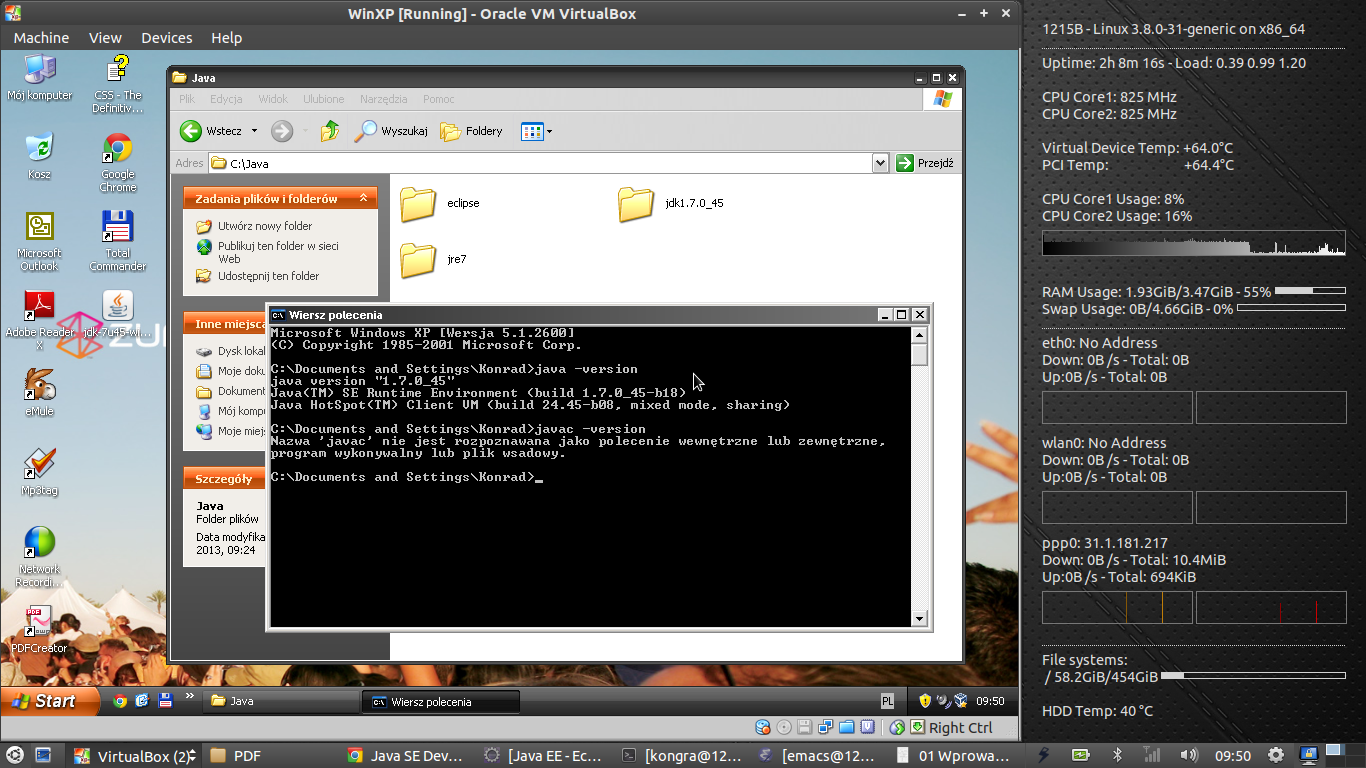 WinXP [Running] - Oracle VM VirtualBox
Machine View Devices Help
Mój komputer
CSS - The Definitiv...
Kosz
Google Chrome
Microsoft Outlook
Total Commander
Adobe Reader X
jdk-7u45-wi...
eMule
Mp3tag
Network Recordi...
PDFCreator
Java
Plik Edycja Widok Ulubione Narzędzia Pomoc
Wstecz Wyszukaj Foldery
Adres C:\Java Przejdź
Zadania plików i folderów
Utwórz nowy folder
Publikuj ten folder w sieci
Web
Udostępnij ten folder
Inne miejsca
Dysk lokal
Moje doku
Dokument
Mój kompu
Moje miejs
Szczegóły
Java
Folder plików
Data modyfika
2013, 09:24
eclipse
jdk1.7.0_45
jre7
Wiersz polecenia
Microsoft Windows XP [Wersja 5.1.2600]
(C) Copyright 1985-2001 Microsoft Corp.
C:\Documents and Settings\Konrad>java -version
java version "1.7.0_45"
Java(TM) SE Runtime Environment (build 1.7.0_45-b18)
Java HotSpot(TM) Client VM (build 24.45-b08, mixed mode, sharing)
C:\Documents and Settings\Konrad>javac -version
Nazwa 'javac' nie jest rozpoznawana jako polecenie wewnętrzne lub zewnętrzne,
program wykonywalny lub plik wsadowy.
C:\Documents and Settings\Konrad>_
Start Java Wiersz polecenia PL 09:50
Right Ctrl
1215B - Linux 3.8.0-31-generic on x86_64
Uptime: 2h 8m 16s - Load: 0.39 0.99 1.20
CPU Core1: 825 MHz
CPU Core2: 825 MHz
Virtual Device Temp: +64.0°C
PCI Temp: +64.4°C
CPU Core1 Usage: 8%
CPU Core2 Usage: 16%
RAM Usage: 1.93GiB/3.47GiB - 55%
Swap Usage: 0B/4.66GiB - 0%
eth0: No Address
Down: 0B/s - Total: 0B
Up:0B/s - Total: 0B
wlan0: No Address
Down: 0B/s - Total: 0B
Up:0B/s - Total: 0B
ppp0: 31.1.181.217
Down: 0B/s - Total: 10.4MiB
Up:0B/s - Total: 694KiB
File systems:
/ 58.2GiB/454GiB
HDD Temp: 40 °C
VirtualBox (2) PDF Java SE Dev... [Java EE - Ec... [kongra@12... [emacs@12... 01 Wprowa... 09:50